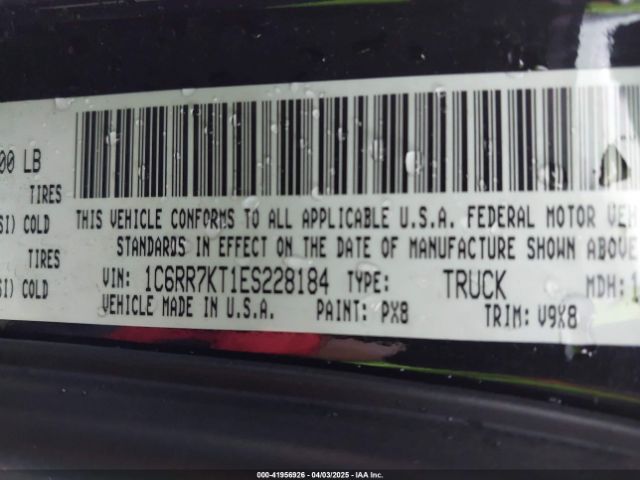 00 LB
TIRES
SI) COLD
TIRES
SI) COLD
THIS VEHICLE CONFORMS TO ALL APPLICABLE U.S.A. FEDERAL MOTOR VEH
STANDARDS IN EFFECT ON THE DATE OF MANUFACTURE SHOWN ABOVE
VIN: 1C6RR7KT1ES228184 TYPE: TRUCK MDH: 1
VEHICLE MADE IN U.S.A. PAINT: PX8 TRIM: V9X8
000-41956926 | 04/03/2025 - IAA Inc.